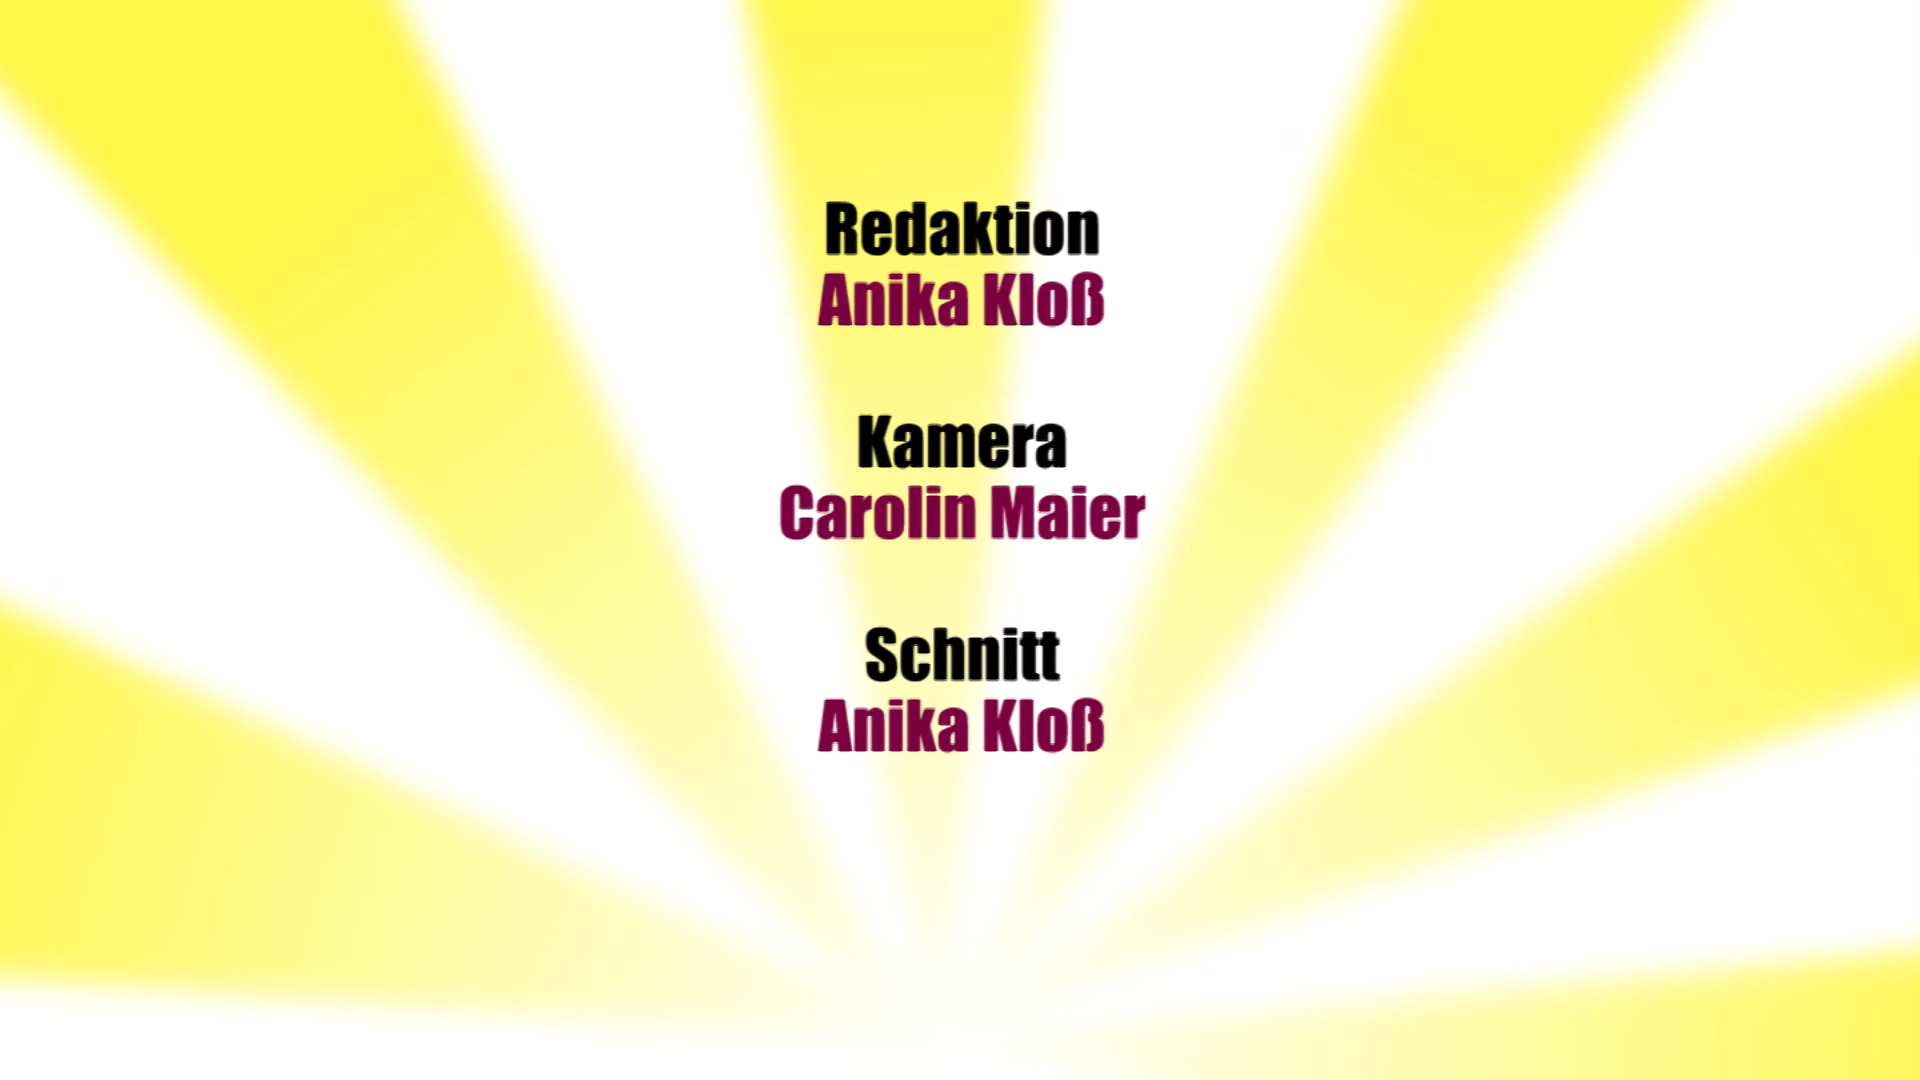 Redaktion
Anika Kloß
Kamera
Carolin Maier
Schnitt
Anika Kloß